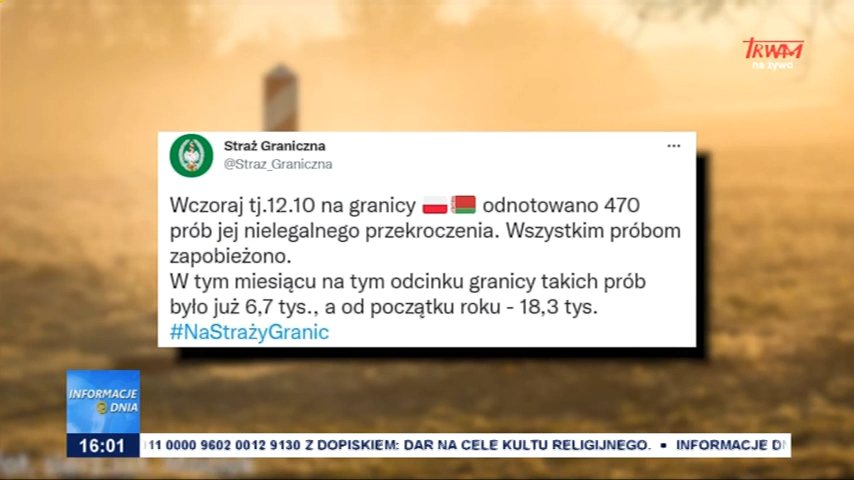 TRWAM
na żywo
Straż Graniczna
@Straz_Graniczna
Wczoraj tj.12.10 na granicy 🇵🇱🇧🇾 odnotowano 470
prób jej nielegalnego przekroczenia. Wszystkim próbom
zapobieżono.
W tym miesiącu na tym odcinku granicy takich prób
było już 6,7 tys., a od początku roku - 18,3 tys.
#NaStrażyGranic
INFORMACJE
DNIA
16:01
011 0000 9602 0012 9130 Z DOPISKIEM: DAR NA CELE KULTU RELIGIJNEGO. ▪ INFORMACJE